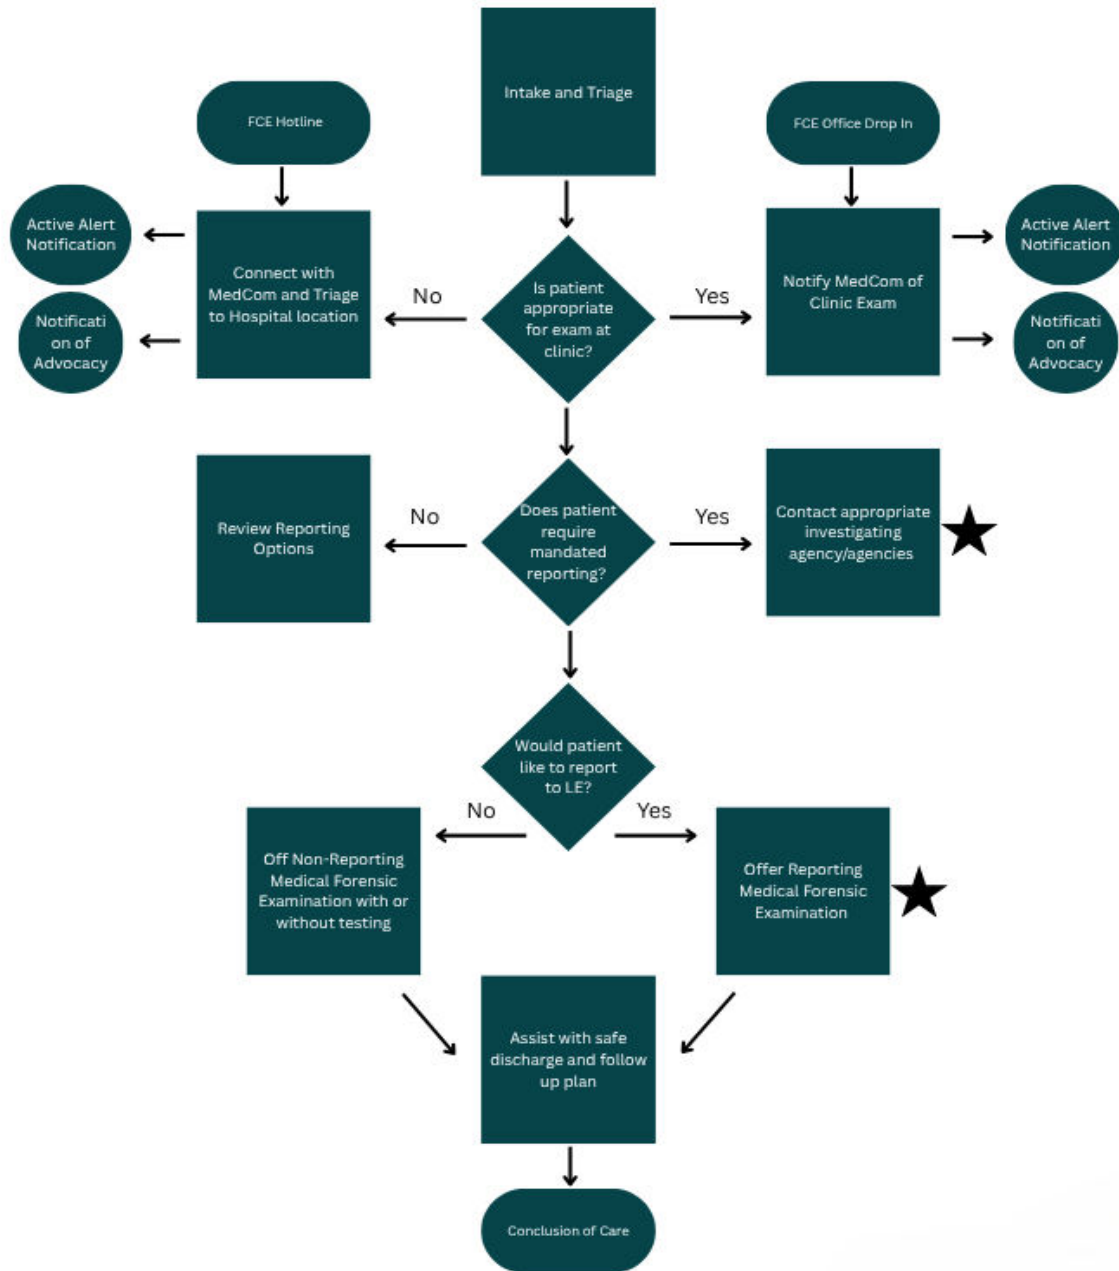 Intake and Triage
FCE Hotline
FCE Office Drop In
Active Alert
Notification
Connect with
MedCom and Triage
to Hospital location
No
Is patient
appropriate
for exam at
clinic?
Yes
Notify MedCom of
Clinic Exam
Active Alert
Notification
Notificati
on of
Advocacy
Notificati
on of
Advocacy
Review Reporting
Options
No
Does patient
require
mandated
reporting?
Yes
Contact appropriate
investigating
agency/agencies
Would patient
like to report
to LE?
No
Yes
Off Non-Reporting
Medical Forensic
Examination with or
without testing
Offer Reporting
Medical Forensic
Examination
Assist with safe
discharge and follow
up plan
Conclusion of Care